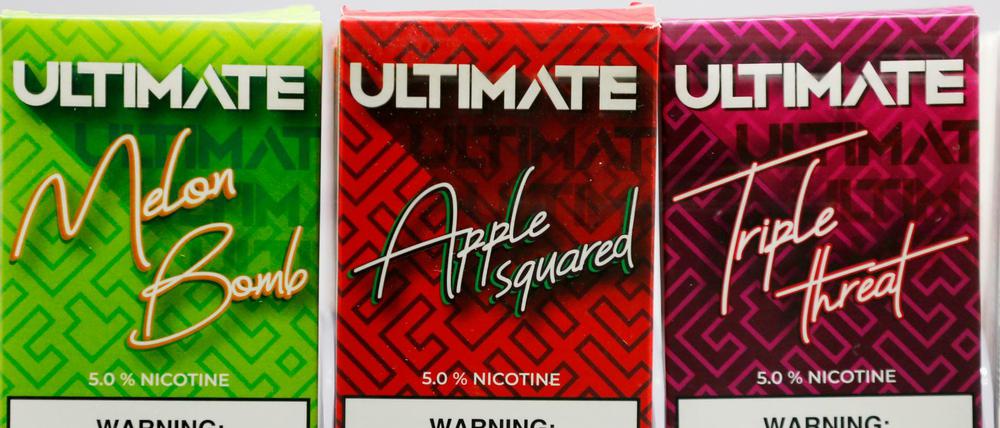 ULTIMATE
Melon
Bomb
5.0 % NICOTINE
WARNING:
ULTIMATE
Apple
squared
5.0 % NICOTINE
WARNING:
ULTIMATE
Triple
threat
5.0 % NICOTINE
WARNING: